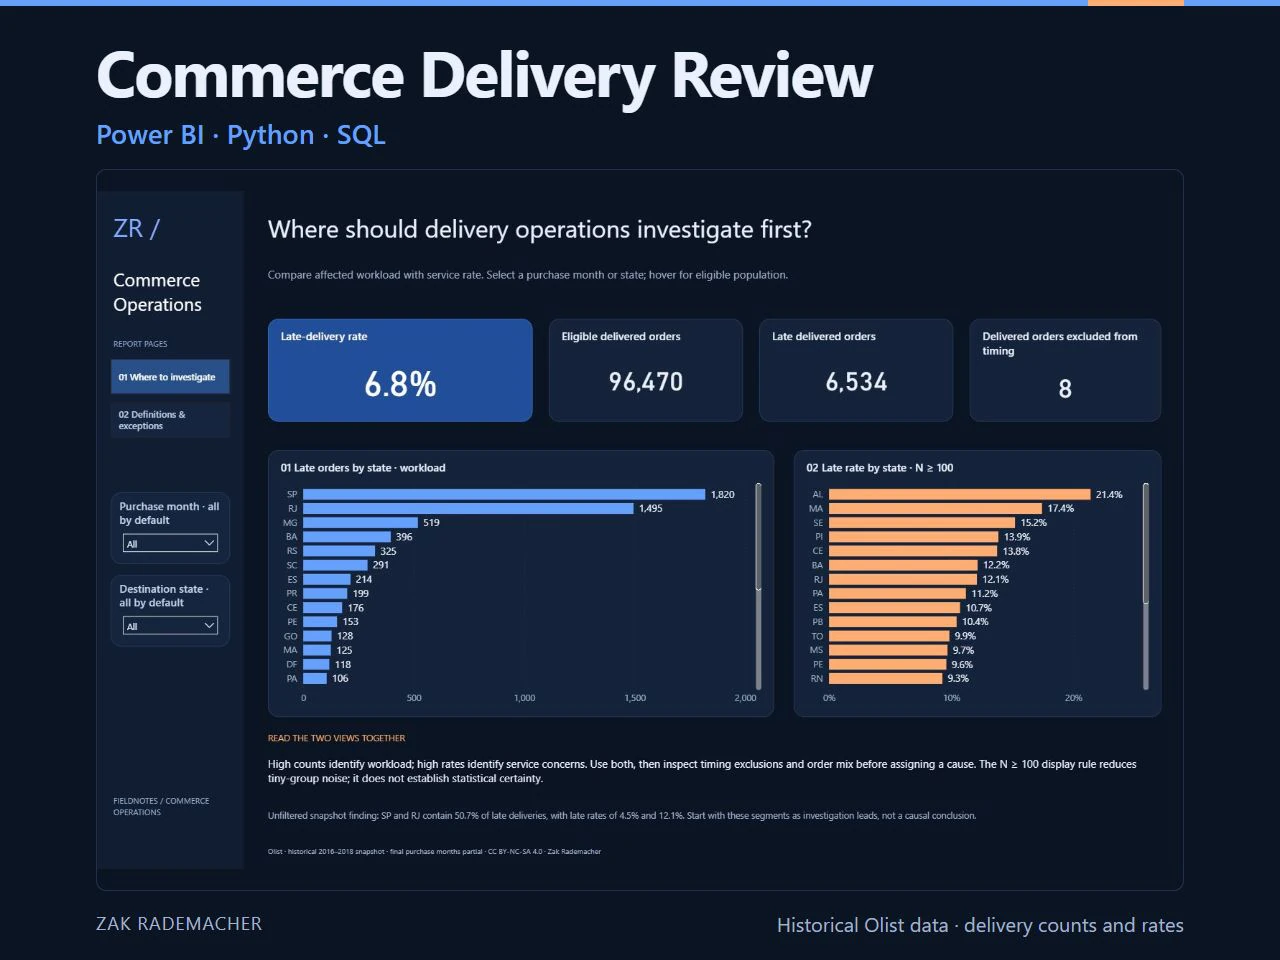 Commerce Delivery Review
Power BI · Python · SQL
ZR /
Commerce
Operations
REPORT PAGES
01 Where to investigate
02 Definitions &
exceptions
Purchase month · all
by default
All
Destination state ·
all by default
All
FIELDNOTES / COMMERCE
OPERATIONS
Where should delivery operations investigate first?
Compare affected workload with service rate. Select a purchase month or state; hover for eligible population.
Late-delivery rate
6.8%
Eligible delivered orders
96,470
Late delivered orders
6,534
Delivered orders excluded from
timing
8
01 Late orders by state · workload
SP 1,820
RJ 1,495
MG 519
BA 396
RS 325
SC 291
ES 214
PR 199
CE 176
PE 153
GO 128
MA 125
DF 118
PA 106
0 500 1,000 1,500 2,000
02 Late rate by state · N ≥ 100
AL 21.4%
MA 17.4%
SE 15.2%
PI 13.9%
CE 13.8%
BA 12.2%
RJ 12.1%
PA 11.2%
ES 10.7%
PB 10.4%
TO 9.9%
MS 9.7%
PE 9.6%
RN 9.3%
0% 10% 20%
READ THE TWO VIEWS TOGETHER
High counts identify workload; high rates identify service concerns. Use both, then inspect timing exclusions and order mix before assigning a cause. The N ≥ 100 display rule reduces
tiny-group noise; it does not establish statistical certainty.
Unfiltered snapshot finding: SP and RJ contain 50.7% of late deliveries, with late rates of 4.5% and 12.1%. Start with these segments as investigation leads, not a causal conclusion.
Olist · historical 2016–2018 snapshot · final purchase months partial · CC BY-NC-SA 4.0 · Zak Rademacher
ZAK RADEMACHER
Historical Olist data · delivery counts and rates